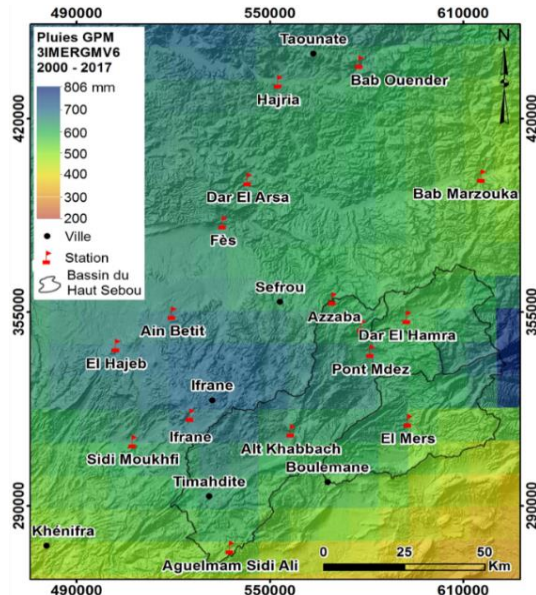 490000 550000 610000
Pluies GPM
3IMERGMV6
2000 - 2017
806 mm
700
600
500
400
300
200
Ville
Station
Bassin du
Haut Sebou
N
Taounate
Bab Ouender
Hajria
420000 420000
Dar El Arsa
Bab Marzouka
Fès
Sefrou
355000 355000
Azzaba
Ain Betit
Dar El Hamra
El Hajeb
Pont Mdez
Ifrane
Ifrane
El Mers
Alt Khabbach
Sidi Moukhfi
Boulemane
Timahdite
290000 290000
Khénifra
Aguelmam Sidi Ali
0 25 50
Km
490000 550000 610000